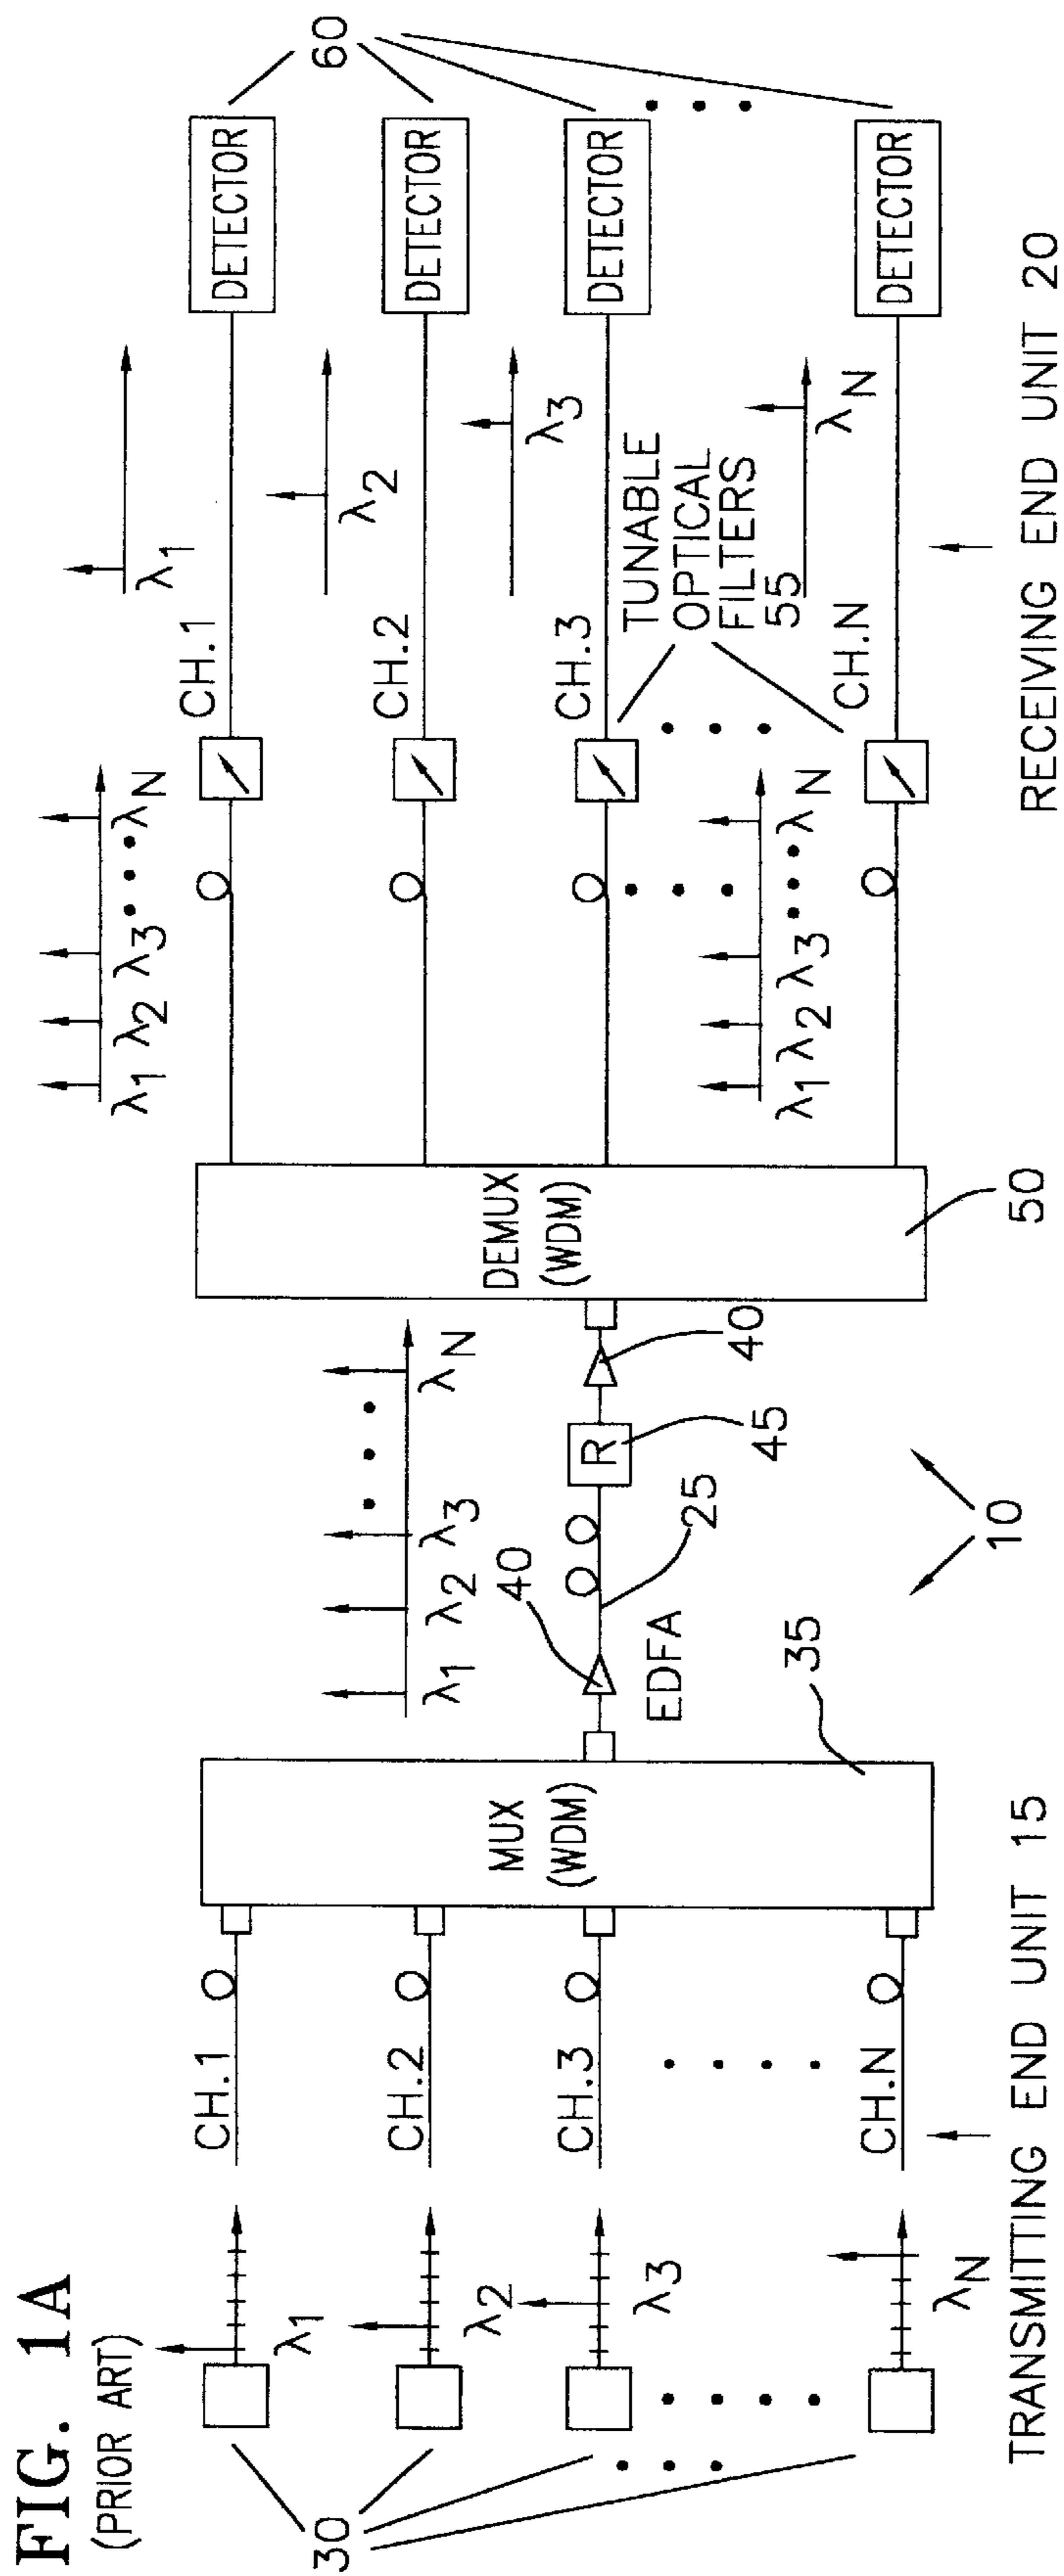 FIG. 1A
(PRIOR ART)
30
λ1
λ2
λ3
λN
CH.1
CH.2
CH.3
CH.N
TRANSMITTING END UNIT 15
MUX
(WDM)
35
λ1 λ2 λ3 λN
40
EDFA
25
R
45
40
10
DEMUX
(WDM)
50
λ1 λ2 λ3 λN
λ1 λ2 λ3 λN
CH.1
CH.2
CH.3
CH.N
TUNABLE
OPTICAL
FILTERS
55
λ1
λ2
λ3
λN
DETECTOR
DETECTOR
DETECTOR
DETECTOR
60
RECEIVING END UNIT 20